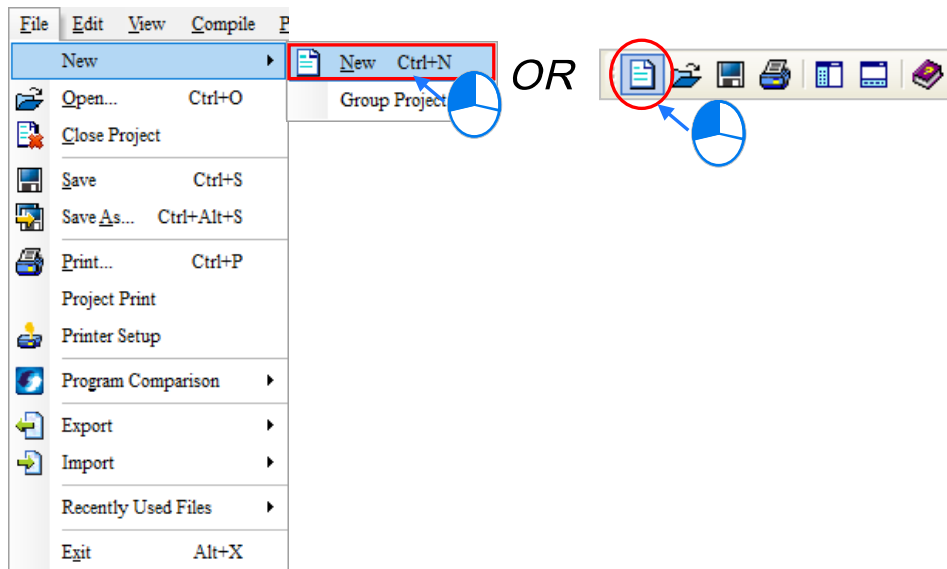 File Edit View Compile P
New
New Ctrl+N
OR
Open... Ctrl+O
Group Project
Close Project
Save Ctrl+S
Save As... Ctrl+Alt+S
Print... Ctrl+P
Project Print
Printer Setup
Program Comparison
Export
Import
Recently Used Files
Exit Alt+X